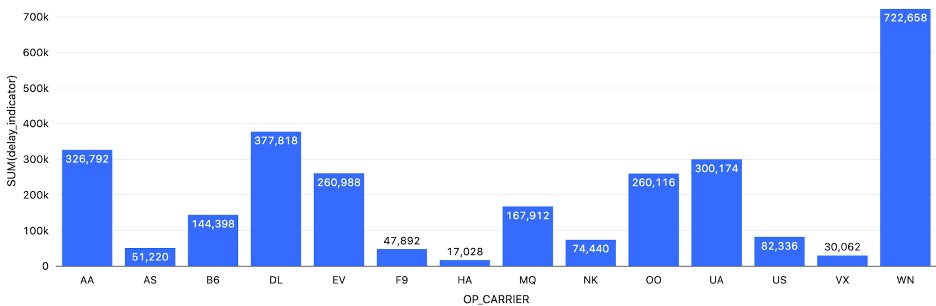 SUM(delay_indicator)
700k
600k
500k
400k
300k
200k
100k
0
326,792
51,220
144,398
377,818
260,988
47,892
17,028
167,912
74,440
260,116
300,174
82,336
30,062
722,658
AA AS B6 DL EV F9 HA MQ NK OO UA US VX WN
OP_CARRIER